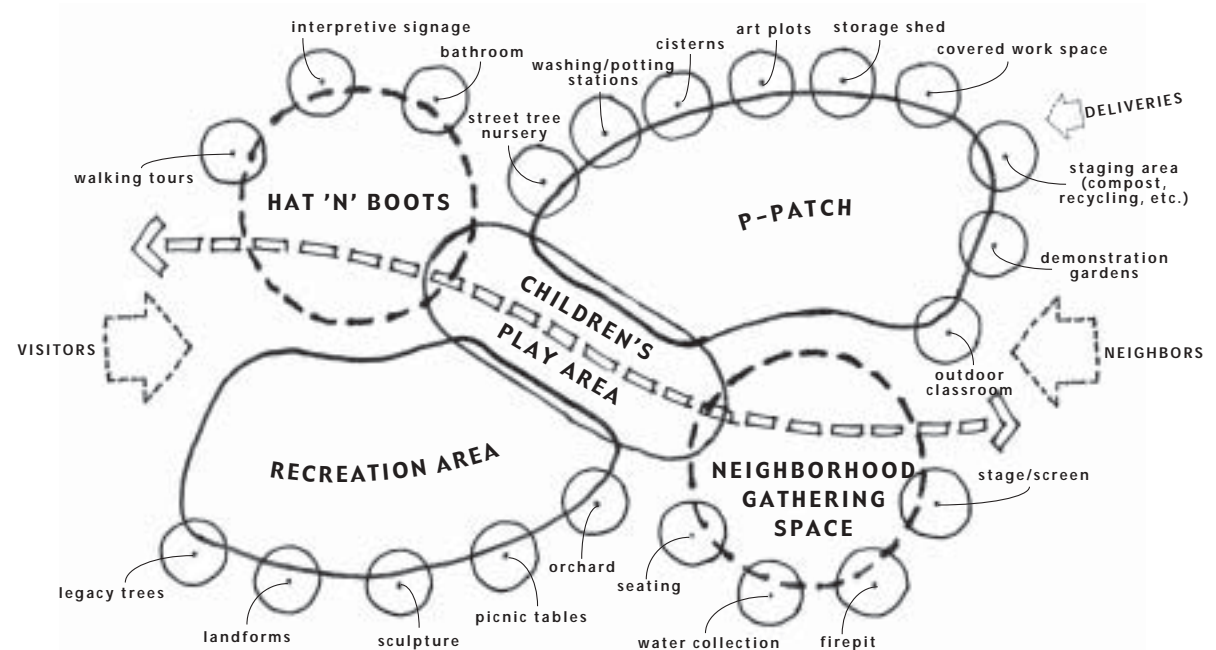 interpretive signage
bathroom
walking tours
HAT 'N' BOOTS
street tree
nursery
washing/potting
stations
cisterns
art plots
storage shed
covered work space
DELIVERIES
staging area
(compost,
recycling, etc.)
P-PATCH
demonstration
gardens
outdoor
classroom
VISITORS
NEIGHBORS
CHILDREN'S
PLAY AREA
RECREATION AREA
legacy trees
landforms
sculpture
picnic tables
orchard
NEIGHBORHOOD
GATHERING
SPACE
stage/screen
seating
water collection
firepit